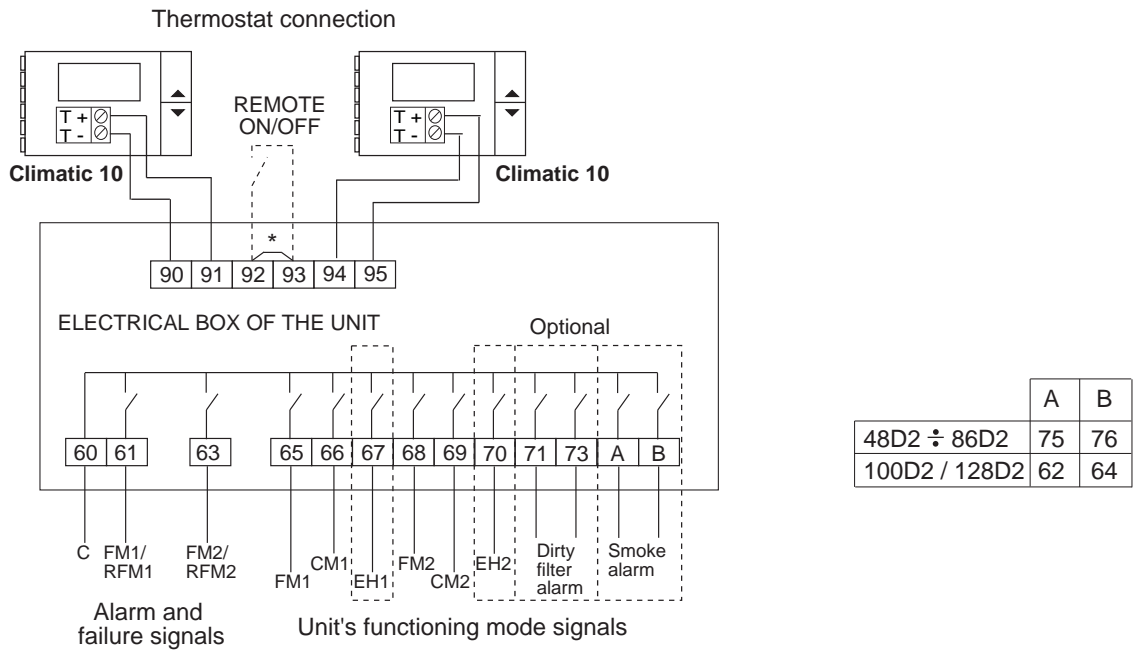 Thermostat connection
T +
T -
Climatic 10
REMOTE
ON/OFF
T +
T -
Climatic 10
*
90 91 92 93 94 95
ELECTRICAL BOX OF THE UNIT
Optional
60 61 63 65 66 67 68 69 70 71 73 A B
C
FM1/
RFM1
FM2/
RFM2
FM1
CM1
EH1
FM2
CM2
EH2
Dirty
filter
alarm
Smoke
alarm
Alarm and
failure signals
Unit's functioning mode signals
A B
48D2 ÷ 86D2 75 76
100D2 / 128D2 62 64